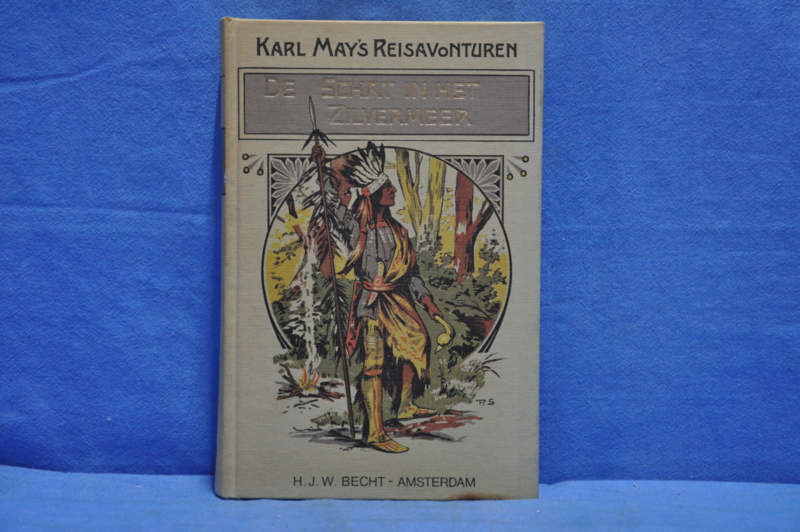 KARL MAY'S REISAVONTUREN
DE SCHAT IN HET
ZILVERMEER
P.S
H.J.W. BECHT - AMSTERDAM